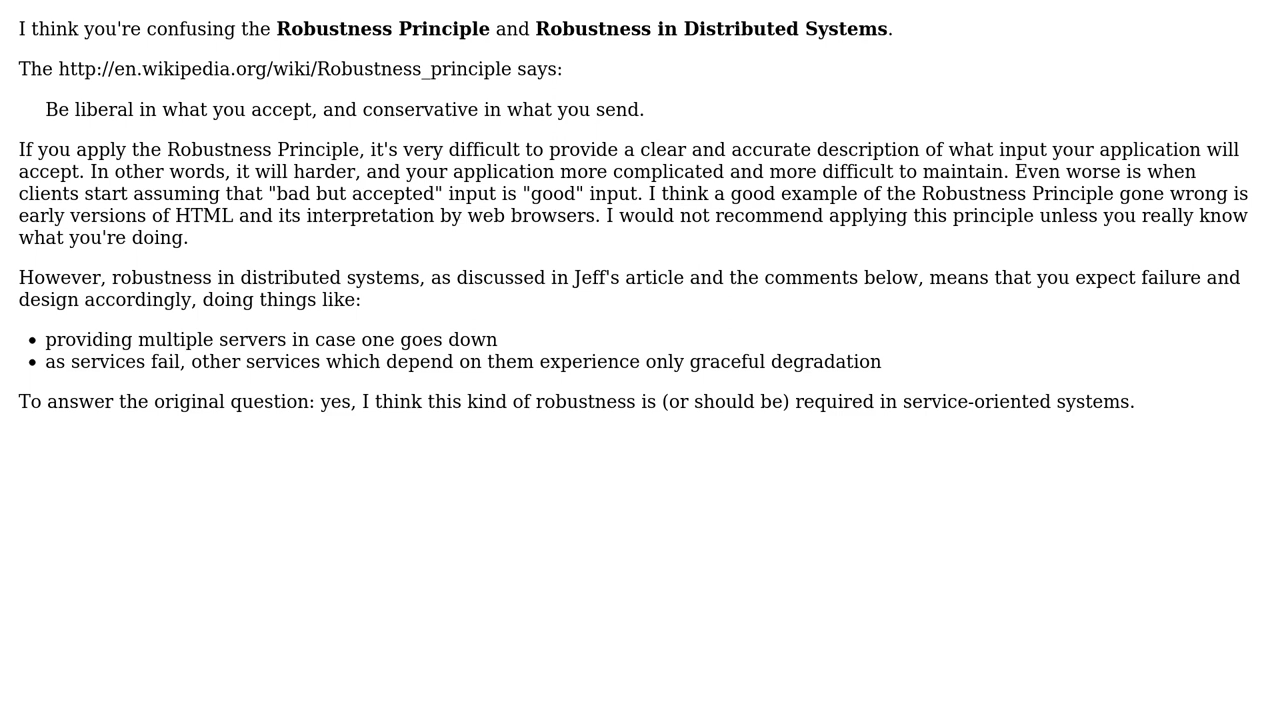 I think you're confusing the Robustness Principle and Robustness in Distributed Systems.
The http://en.wikipedia.org/wiki/Robustness_principle says:
Be liberal in what you accept, and conservative in what you send.
If you apply the Robustness Principle, it's very difficult to provide a clear and accurate description of what input your application will
accept. In other words, it will harder, and your application more complicated and more difficult to maintain. Even worse is when
clients start assuming that "bad but accepted" input is "good" input. I think a good example of the Robustness Principle gone wrong is
early versions of HTML and its interpretation by web browsers. I would not recommend applying this principle unless you really know
what you're doing.
However, robustness in distributed systems, as discussed in Jeff's article and the comments below, means that you expect failure and
design accordingly, doing things like:
• providing multiple servers in case one goes down
• as services fail, other services which depend on them experience only graceful degradation
To answer the original question: yes, I think this kind of robustness is (or should be) required in service-oriented systems.